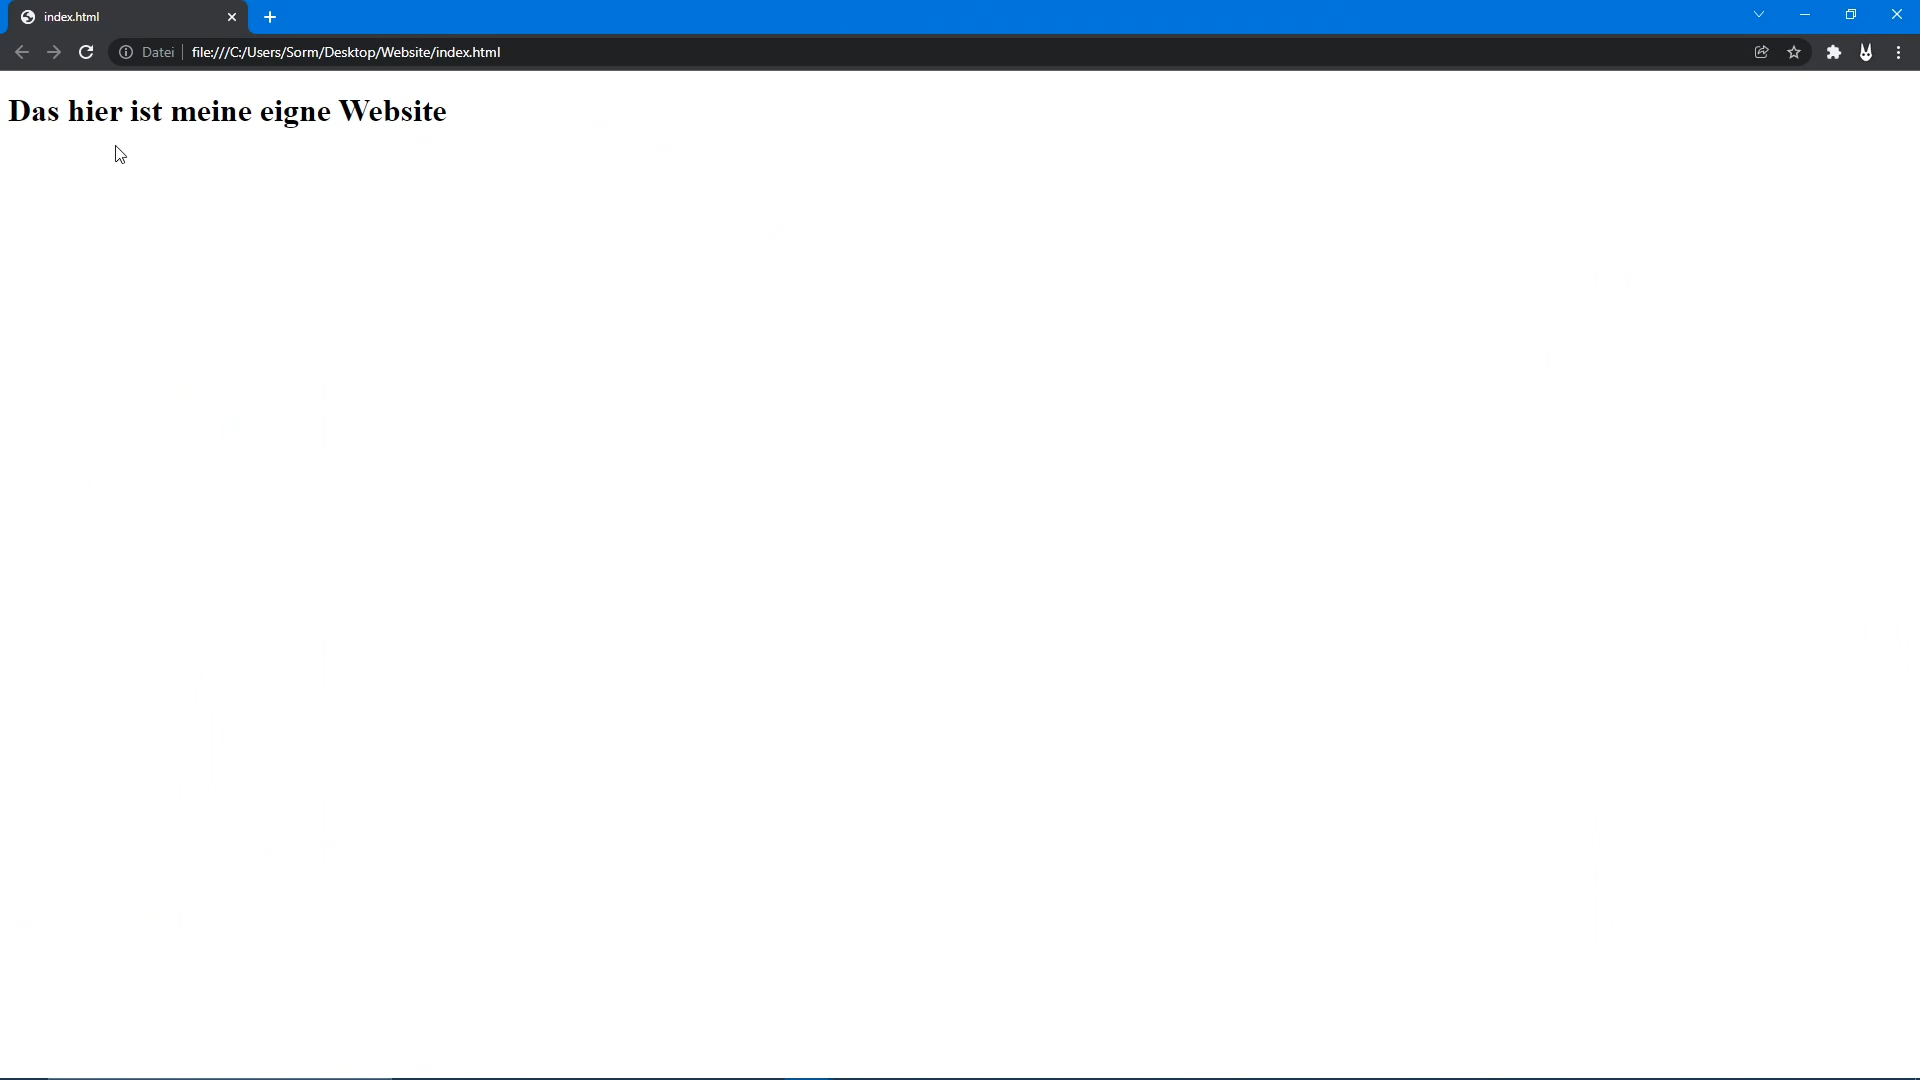 index.html
Datei file:///C:/Users/Sorm/Desktop/Website/index.html
Das hier ist meine eigne Website